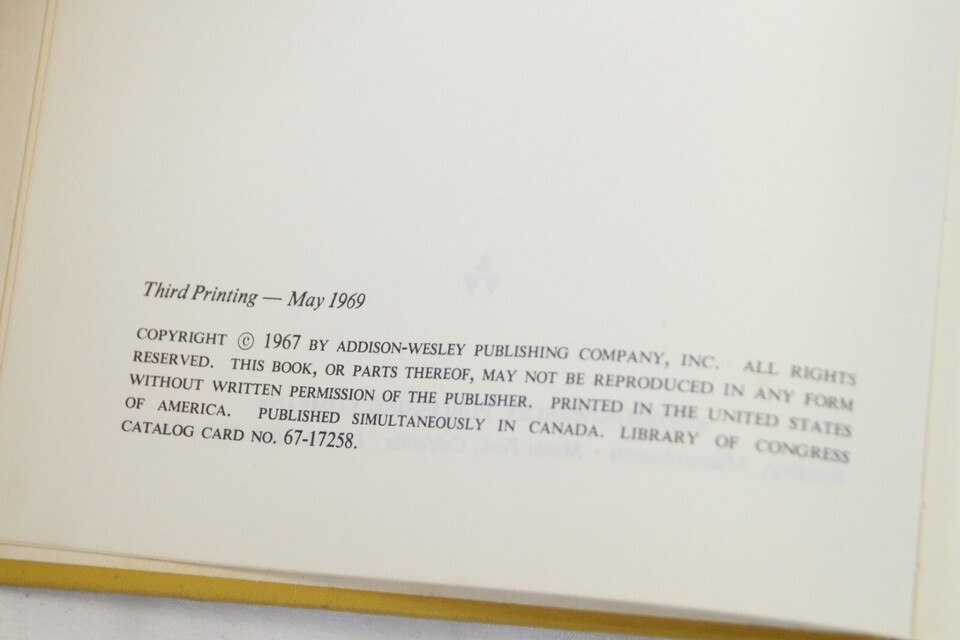 Third Printing — May 1969
COPYRIGHT © 1967 BY ADDISON-WESLEY PUBLISHING COMPANY, INC. ALL RIGHTS
RESERVED. THIS BOOK, OR PARTS THEREOF, MAY NOT BE REPRODUCED IN ANY FORM
WITHOUT WRITTEN PERMISSION OF THE PUBLISHER. PRINTED IN THE UNITED STATES
OF AMERICA. PUBLISHED SIMULTANEOUSLY IN CANADA. LIBRARY OF CONGRESS
CATALOG CARD NO. 67-17258.